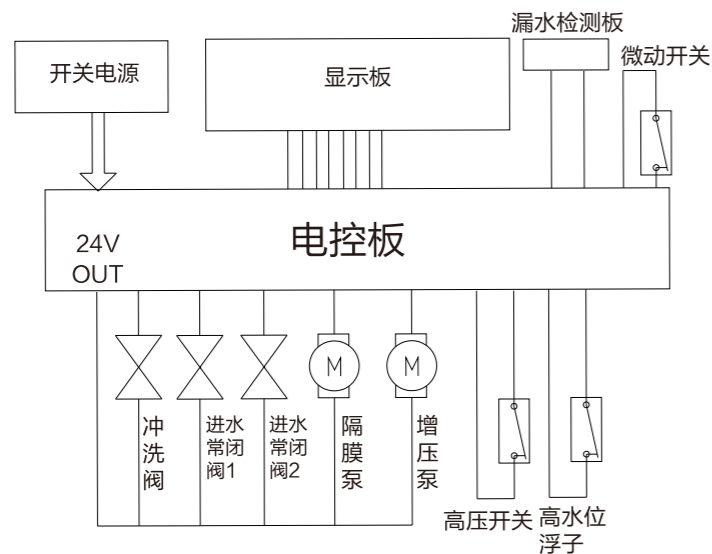 漏水检测板
微动开关
开关电源
显示板
24V
OUT
电控板
M
M
冲洗阀
进水
常闭
阀1
进水
常闭
阀2
隔膜泵
增压泵
高压开关
高水位
浮子